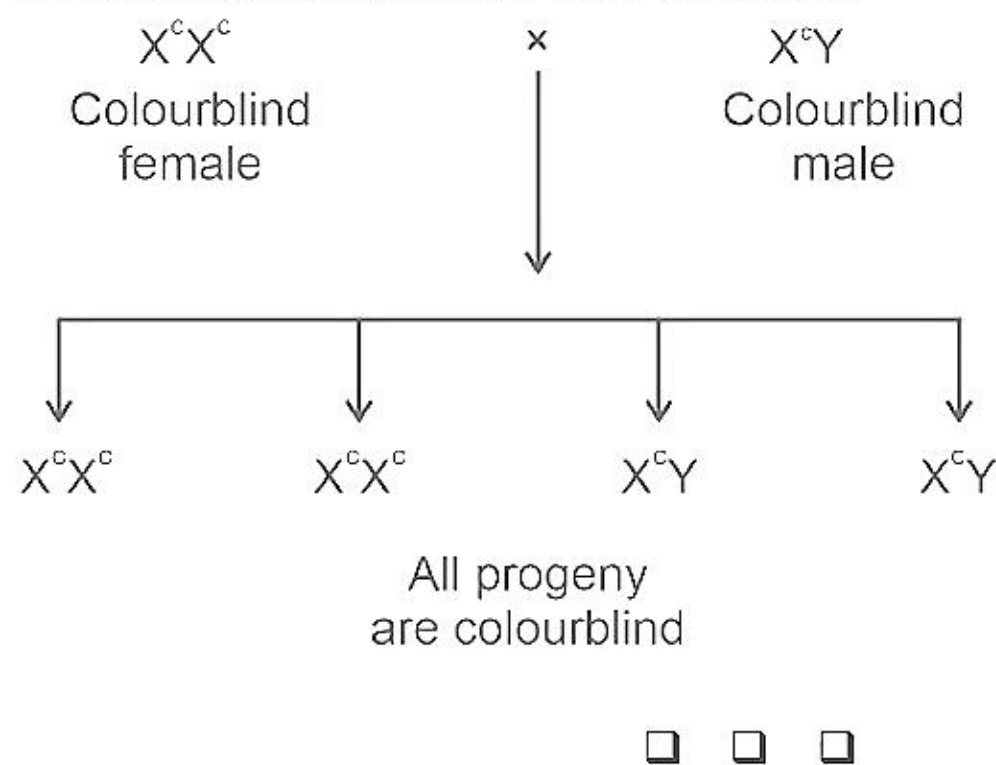 XᶜXᶜ x XᶜY
Colourblind female Colourblind male
XᶜXᶜ XᶜXᶜ XᶜY XᶜY
All progeny
are colourblind